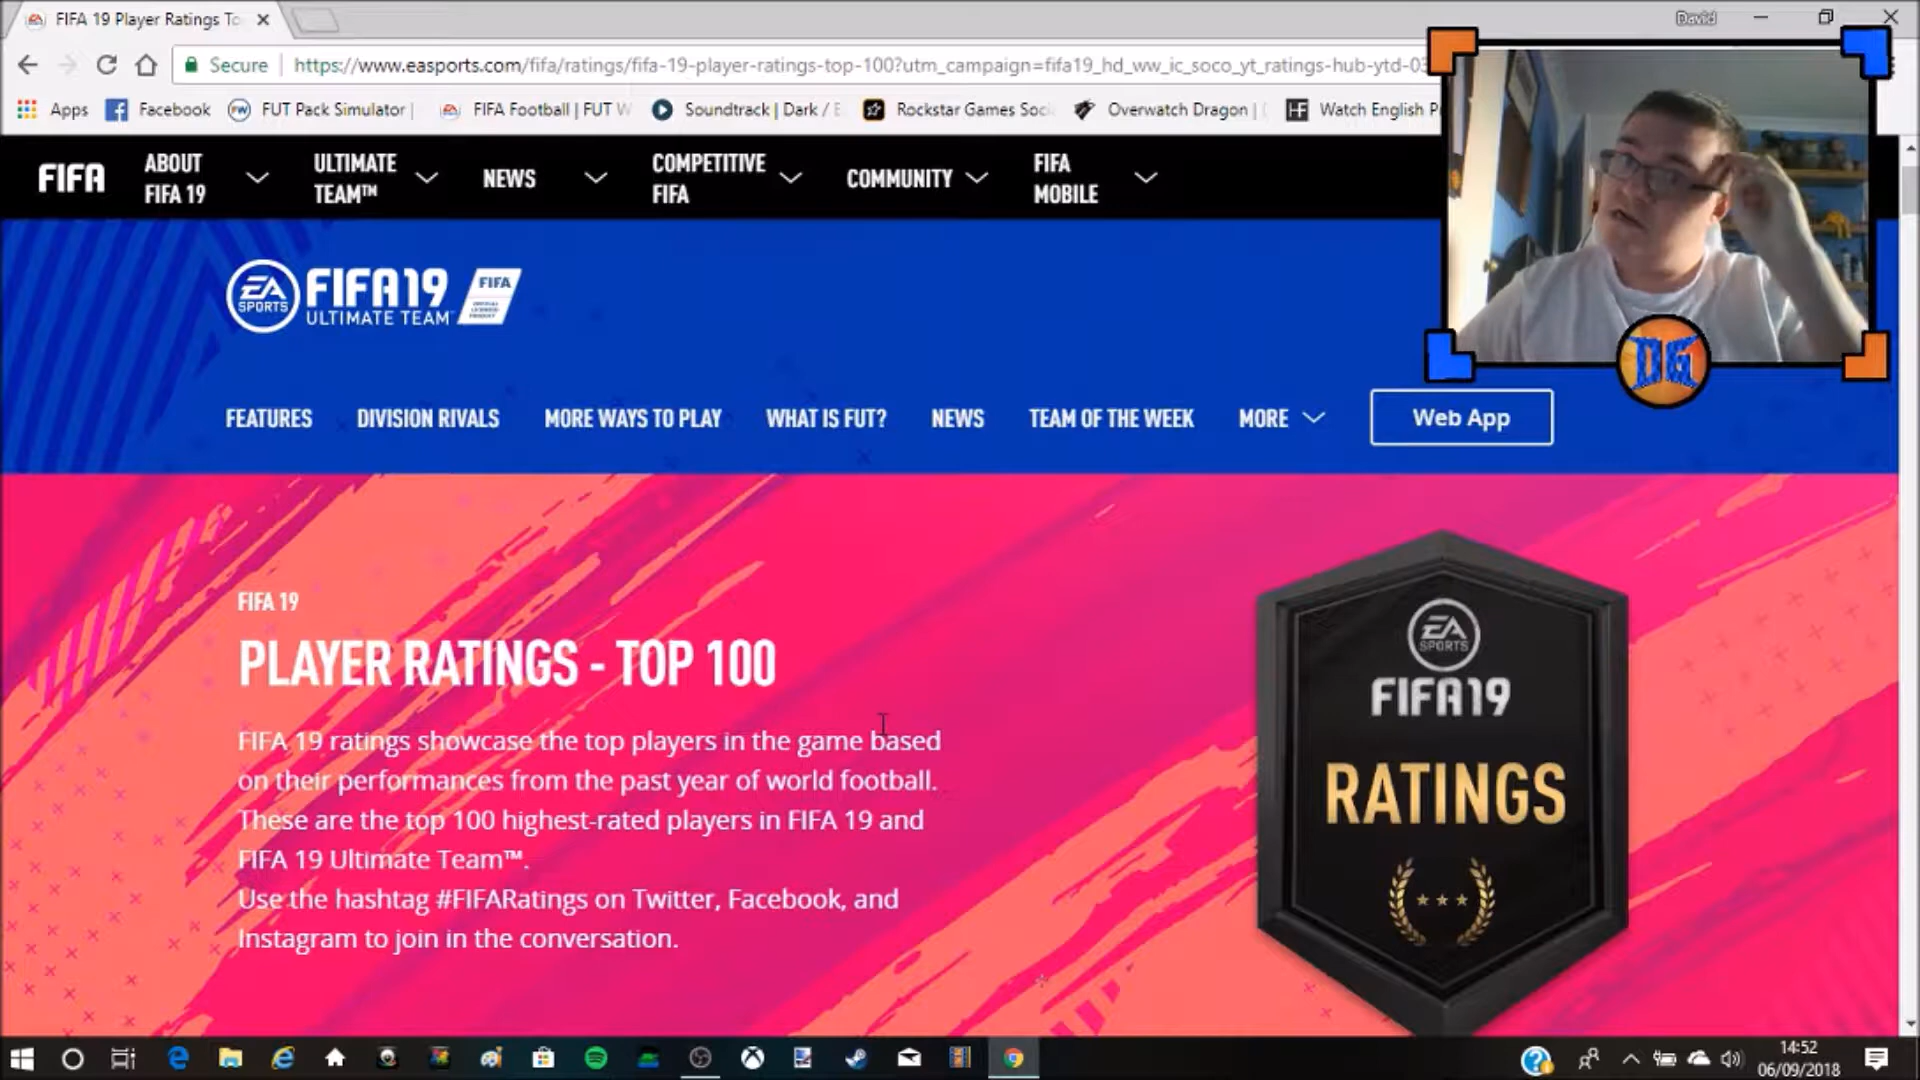 FIFA 19 Player Ratings To
David
Secure
https://www.easports.com/fifa/ratings/fifa-19-player-ratings-top-100?utm_campaign=fifa19_hd_ww_ic_soco_yt_ratings-hub-ytd-03
Apps
Facebook
FUT Pack Simulator |
FIFA Football | FUT W
Soundtrack | Dark / E
Rockstar Games Soc
Overwatch Dragon |
HF
Watch English P
FIFA
ABOUT
FIFA 19
ULTIMATE
TEAM™
NEWS
COMPETITIVE
FIFA
COMMUNITY
FIFA
MOBILE
EA
SPORTS
FIFA19
ULTIMATE TEAM
FIFA
DG
FEATURES
DIVISION RIVALS
MORE WAYS TO PLAY
WHAT IS FUT?
NEWS
TEAM OF THE WEEK
MORE
Web App
FIFA 19
PLAYER RATINGS - TOP 100
FIFA 19 ratings showcase the top players in the game based
on their performances from the past year of world football.
These are the top 100 highest-rated players in FIFA 19 and
FIFA 19 Ultimate Team™.
Use the hashtag #FIFARatings on Twitter, Facebook, and
Instagram to join in the conversation.
EA
SPORTS
FIFA19
RATINGS
14:52
06/09/2018